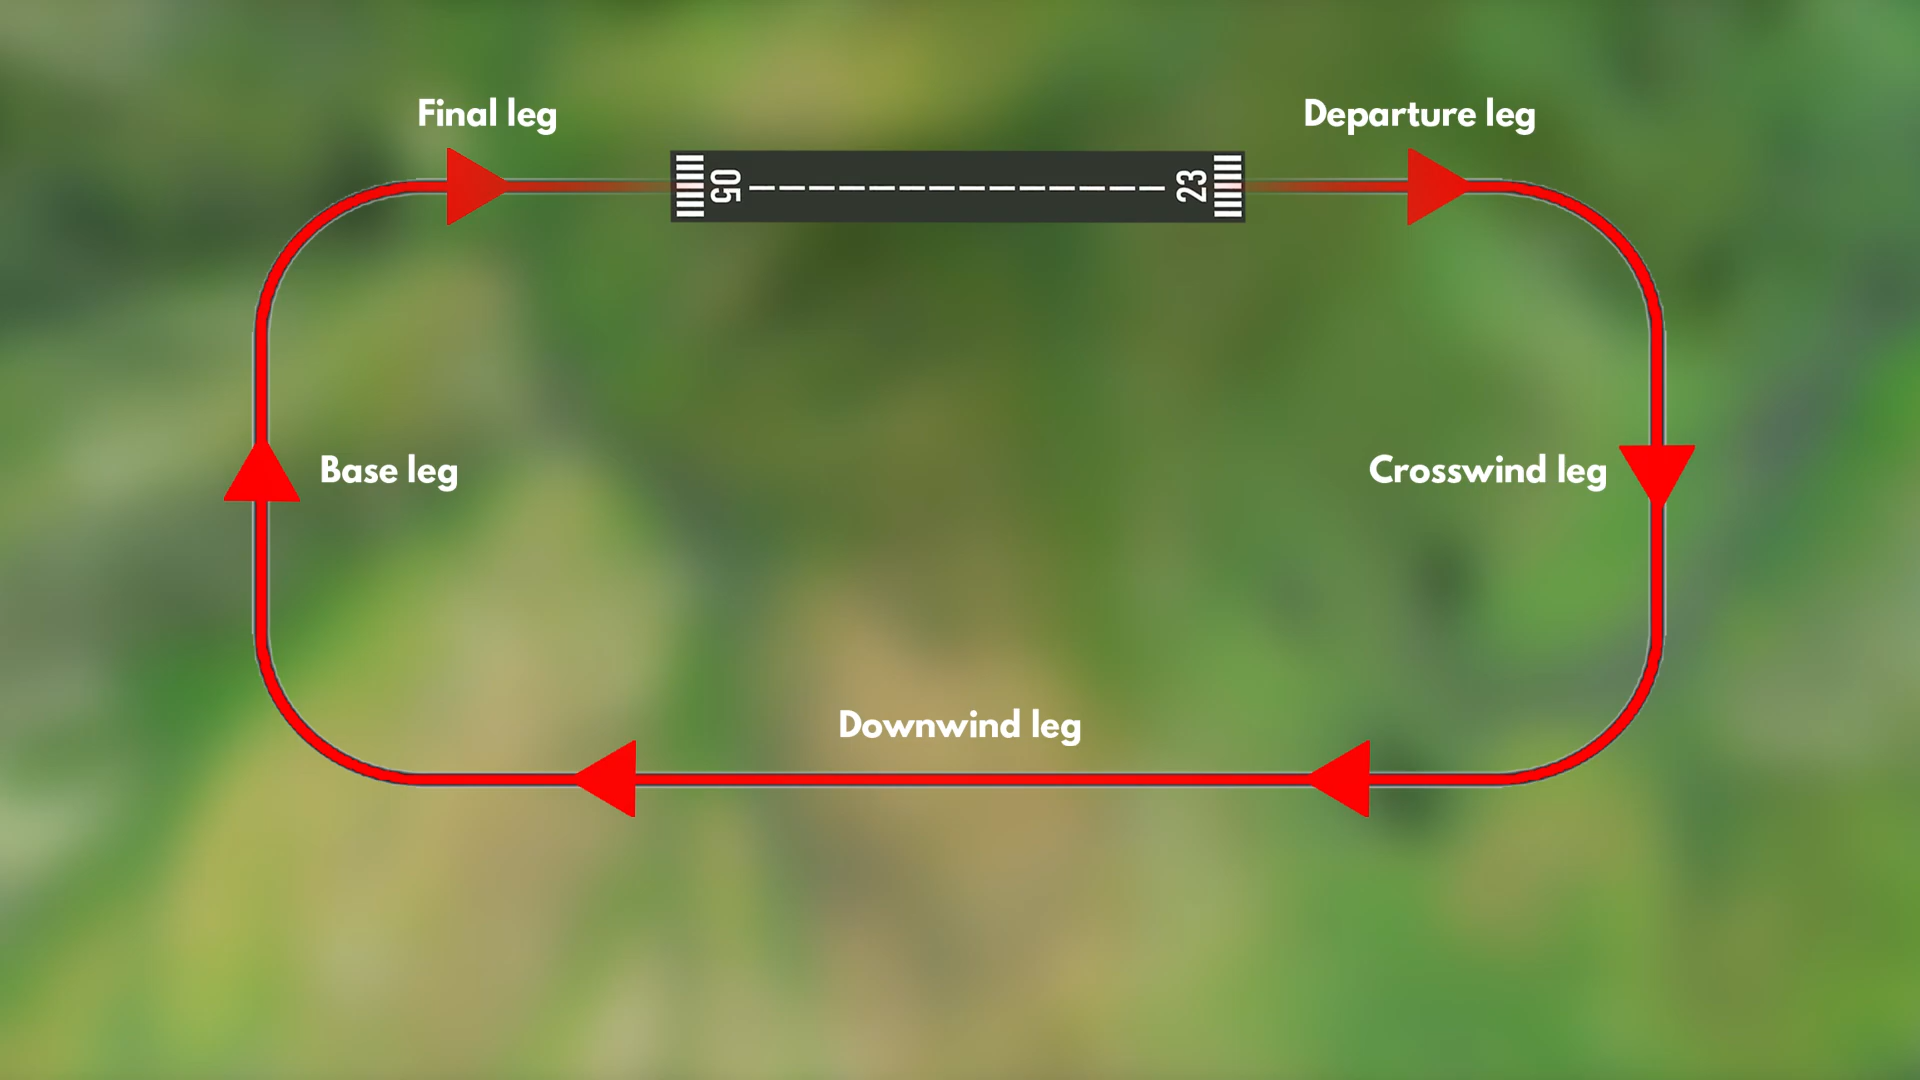 Final leg
Departure leg
05
23
Base leg
Crosswind leg
Downwind leg